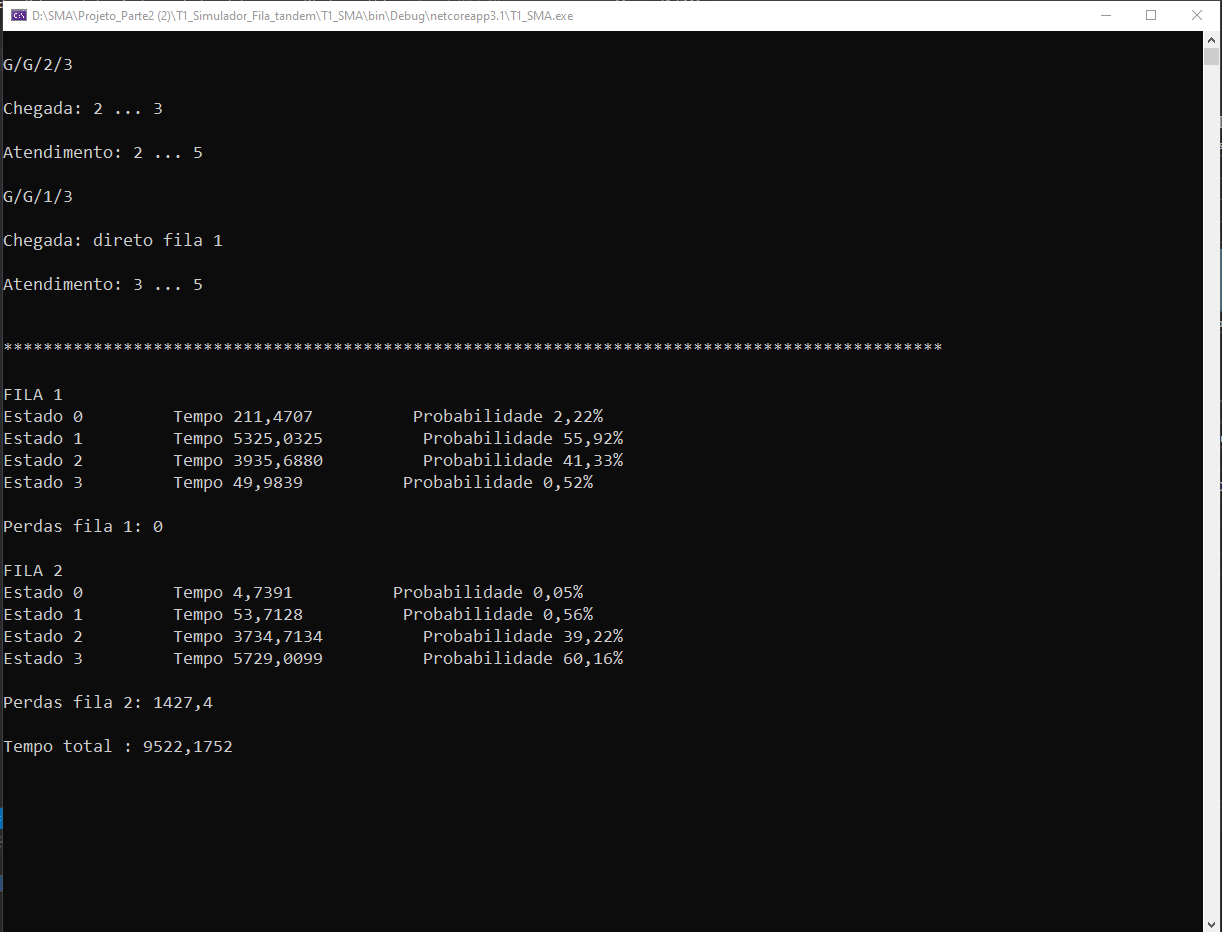 D:\SMA\Projeto_Parte2 (2)\T1_Simulador_Fila_tandem\T1_SMA\bin\Debug\netcoreapp3.1\T1_SMA.exe
G/G/2/3
Chegada: 2 ... 3
Atendimento: 2 ... 5
G/G/1/3
Chegada: direto fila 1
Atendimento: 3 ... 5
**********************************************************************************************
FILA 1
Estado 0         Tempo 211,4707          Probabilidade 2,22%
Estado 1         Tempo 5325,0325          Probabilidade 55,92%
Estado 2         Tempo 3935,6880          Probabilidade 41,33%
Estado 3         Tempo 49,9839          Probabilidade 0,52%
Perdas fila 1: 0
FILA 2
Estado 0         Tempo 4,7391          Probabilidade 0,05%
Estado 1         Tempo 53,7128          Probabilidade 0,56%
Estado 2         Tempo 3734,7134          Probabilidade 39,22%
Estado 3         Tempo 5729,0099          Probabilidade 60,16%
Perdas fila 2: 1427,4
Tempo total : 9522,1752